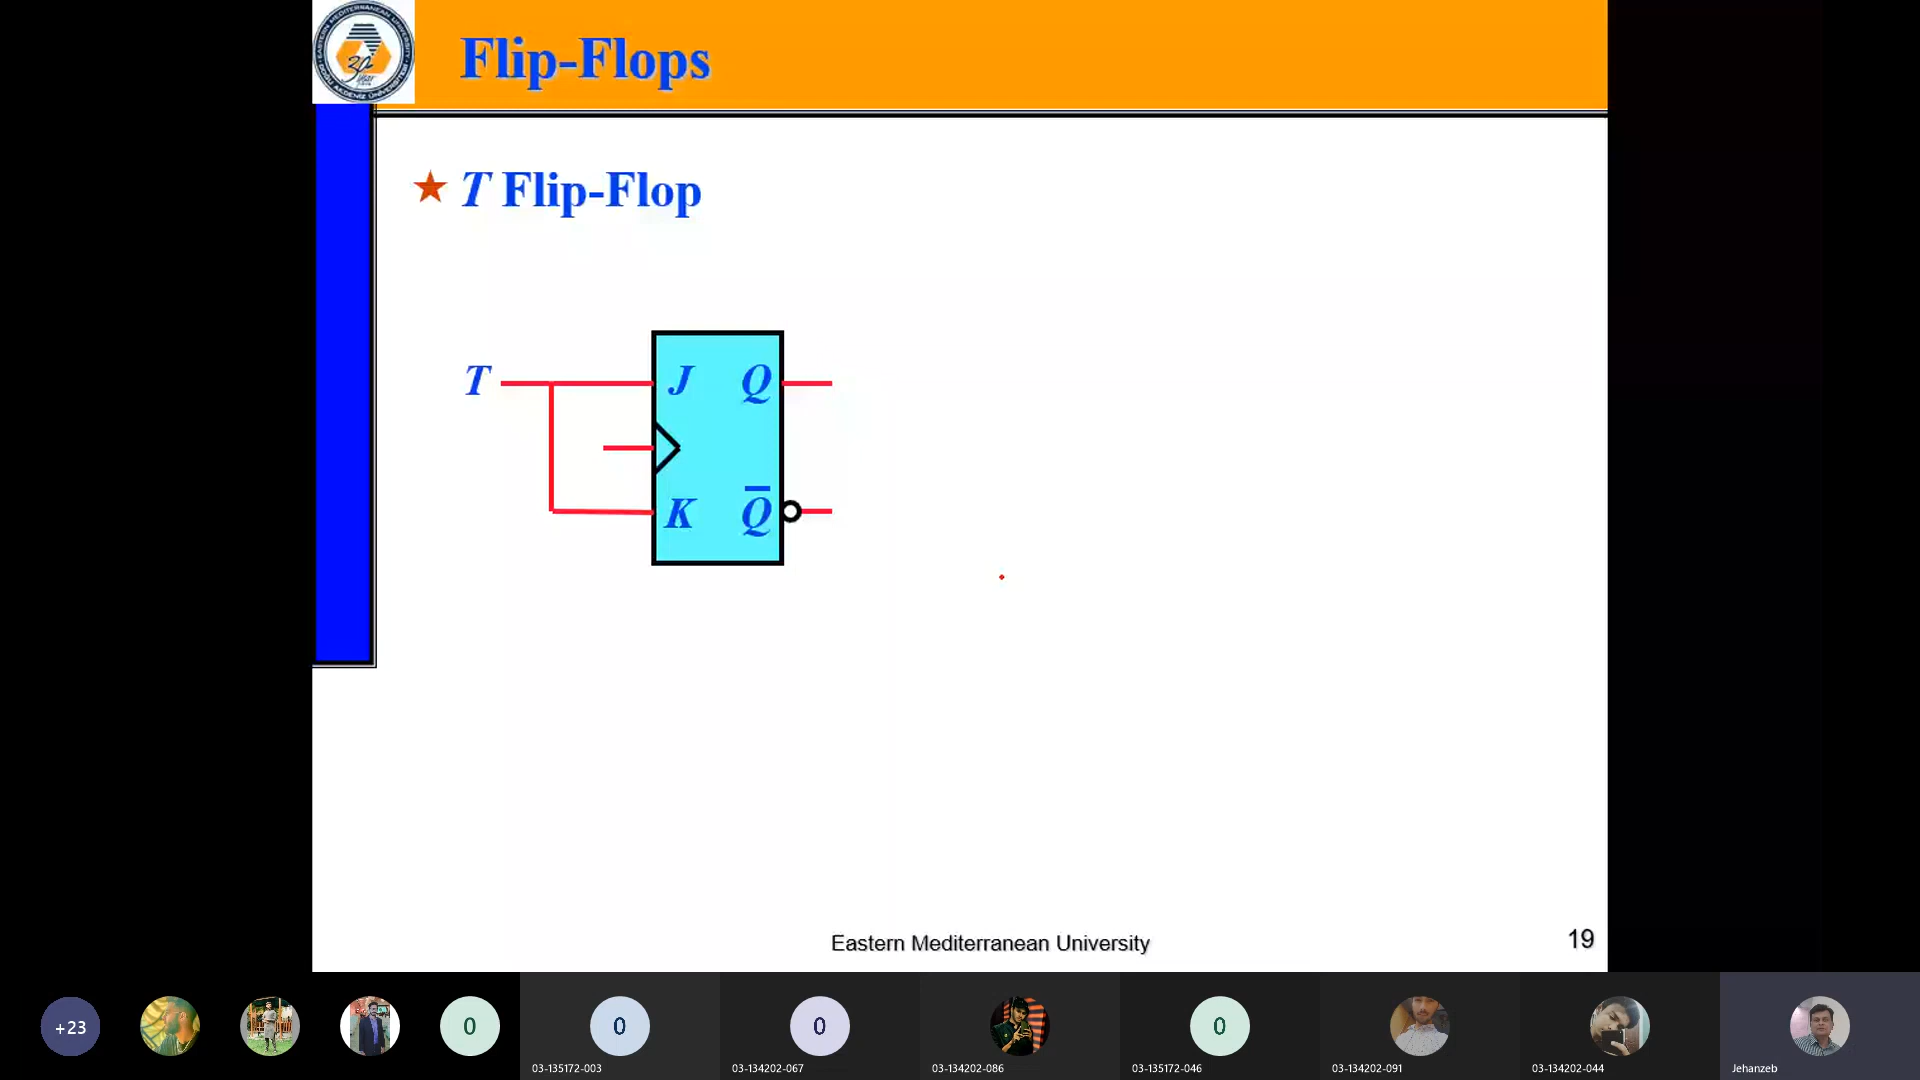 Flip-Flops
T Flip-Flop
T
J Q
K Q̅
Eastern Mediterranean University
19
+23
0
0
0
0
03-135172-003
03-134202-067
03-134202-086
03-135172-046
03-134202-091
03-134202-044
Jehanzeb